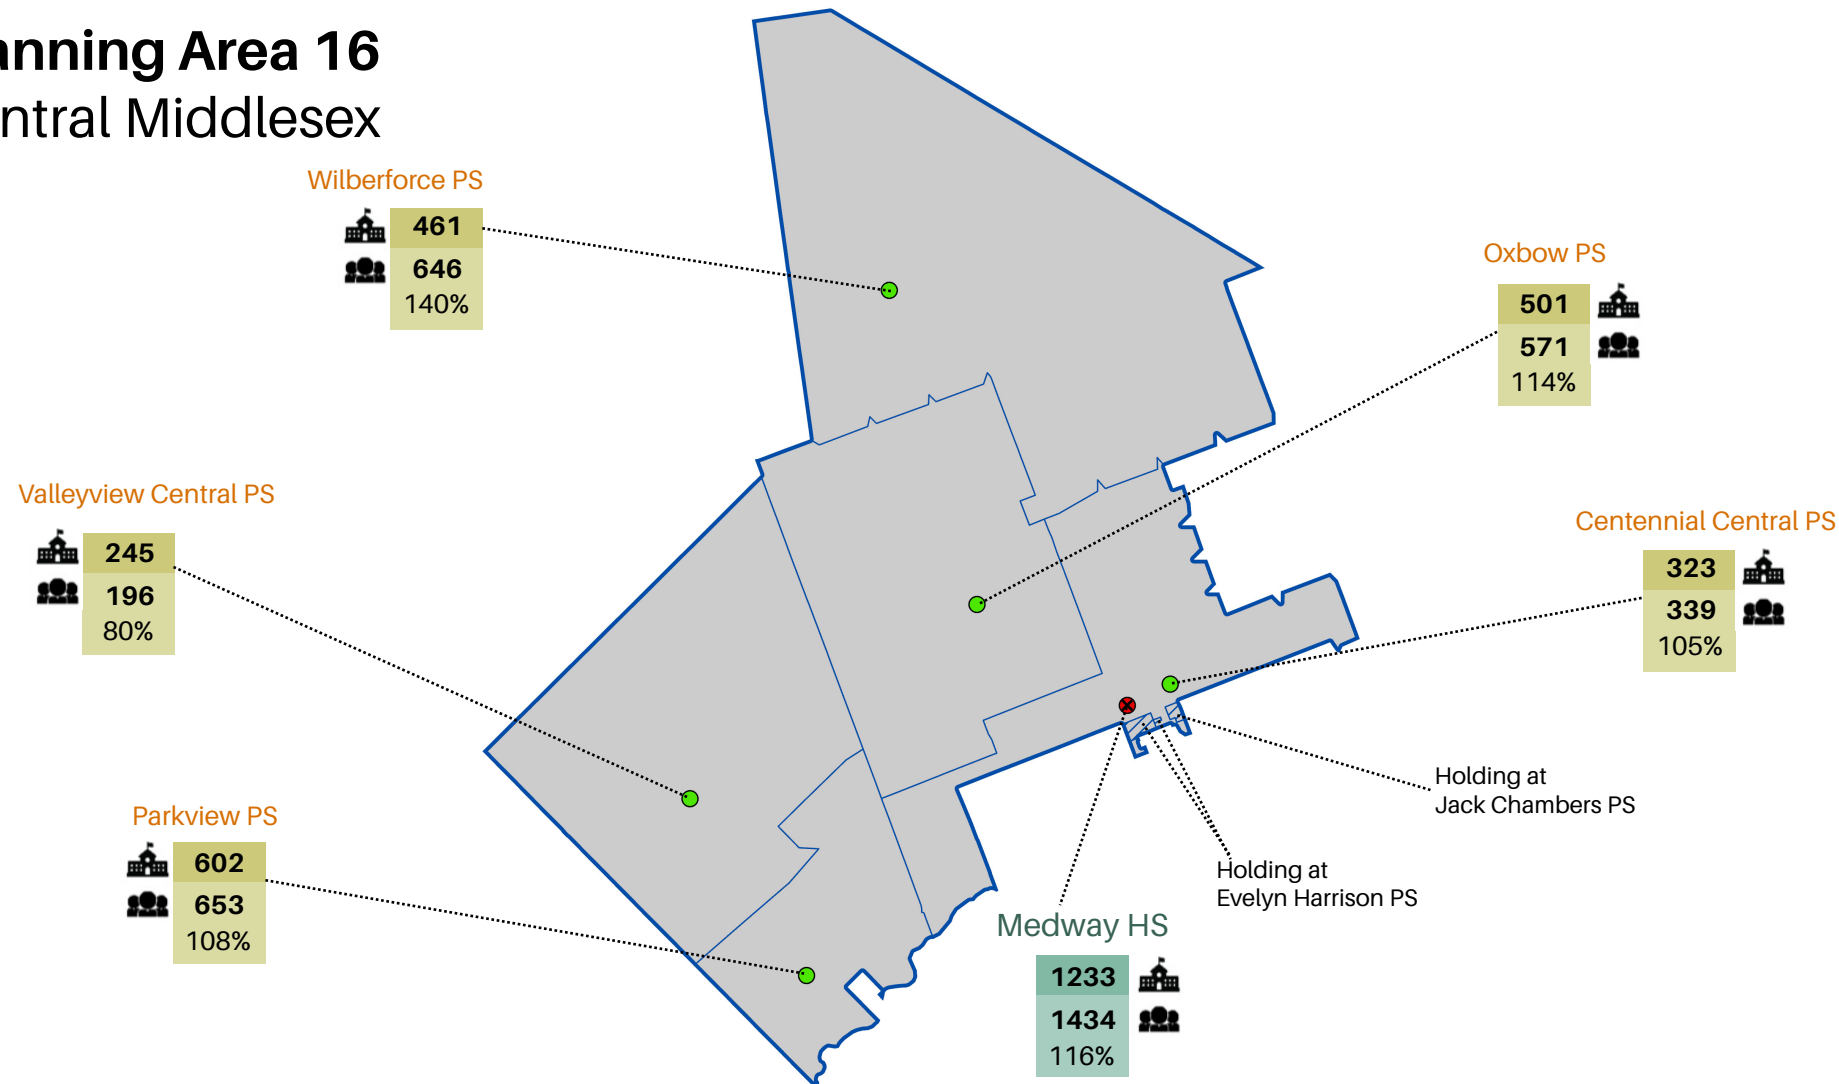 anning Area 16
ntral Middlesex
Wilberforce PS
461
646
140%
Oxbow PS
501
571
114%
Valleyview Central PS
245
196
80%
Centennial Central PS
323
339
105%
Holding at
Jack Chambers PS
Parkview PS
602
653
108%
Holding at
Evelyn Harrison PS
Medway HS
1233
1434
116%